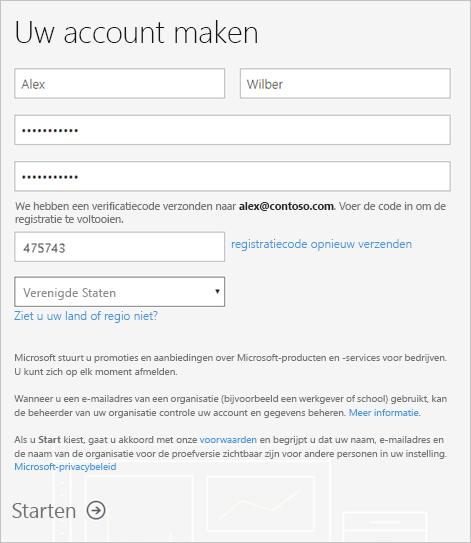 Uw account maken
Alex Wilber
•••••••••••
•••••••••••
We hebben een verificatiecode verzonden naar alex@contoso.com. Voer de code in om de
registratie te voltooien.
475743 registratiecode opnieuw verzenden
Verenigde Staten
Ziet u uw land of regio niet?
Microsoft stuurt u promoties en aanbiedingen over Microsoft-producten en -services voor bedrijven.
U kunt zich op elk moment afmelden.
Wanneer u een e-mailadres van een organisatie (bijvoorbeeld een werkgever of school) gebruikt, kan
de beheerder van uw organisatie controle uw account en gegevens beheren. Meer informatie.
Als u Start kiest, gaat u akkoord met onze voorwaarden en begrijpt u dat uw naam, e-mailadres en
de naam van de organisatie voor de proefversie zichtbaar zijn voor andere personen in uw instelling.
Microsoft-privacybeleid
Starten